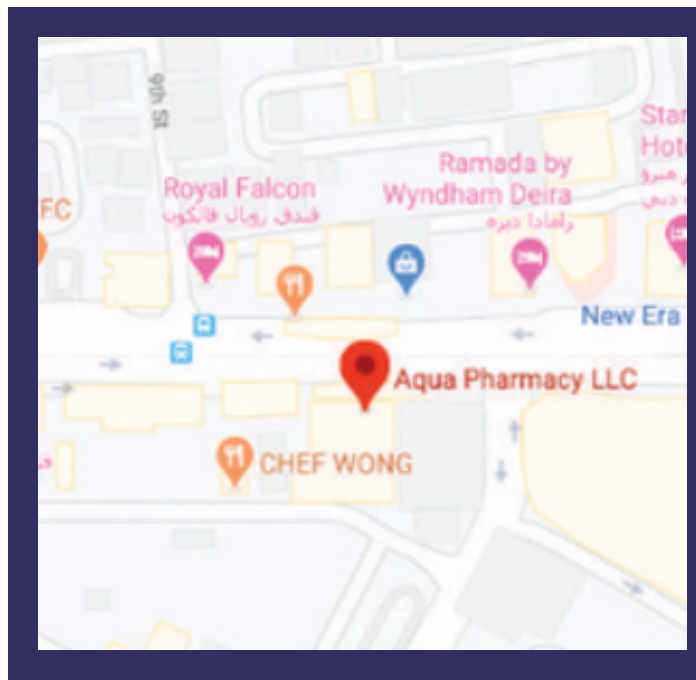 9th St
Star
Hote
Ramada by
Wyndham Deira
رامادا ديره
Royal Falcon
فندق رويال فالكون
FC
New Era
Aqua Pharmacy LLC
CHEF WONG